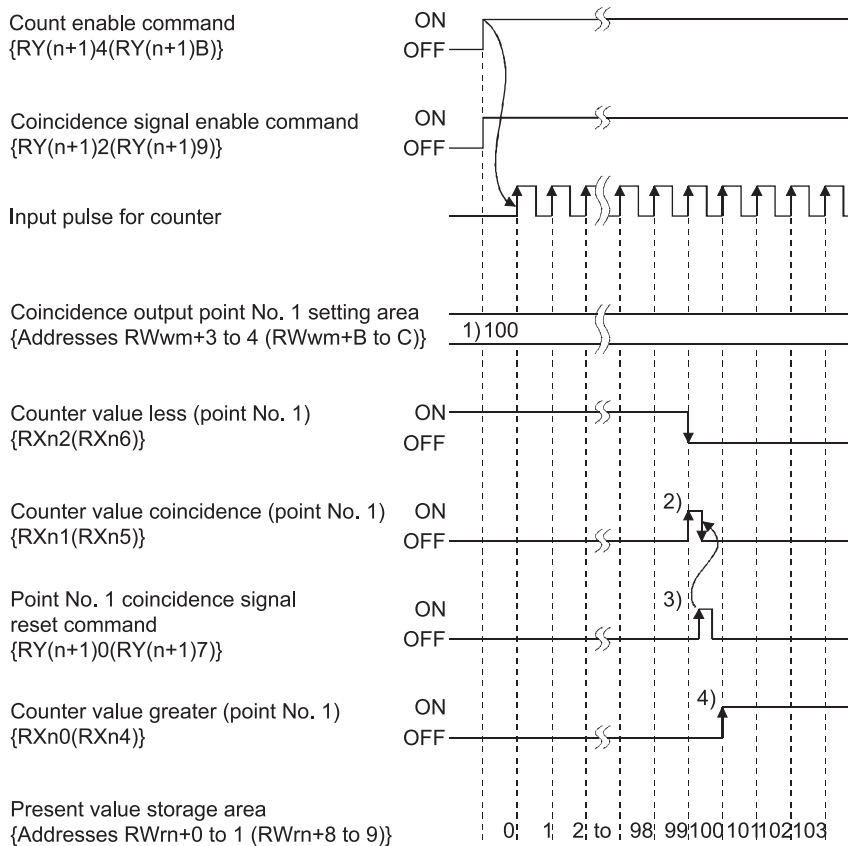 Count enable command
{RY(n+1)4(RY(n+1)B)}
ON
OFF
Coincidence signal enable command
{RY(n+1)2(RY(n+1)9)}
ON
OFF
Input pulse for counter
Coincidence output point No. 1 setting area
{Addresses RWwm+3 to 4 (RWwm+B to C)}
1) 100
Counter value less (point No. 1)
{RXn2(RXn6)}
ON
OFF
Counter value coincidence (point No. 1)
{RXn1(RXn5)}
ON
OFF
2)
Point No. 1 coincidence signal
reset command
{RY(n+1)0(RY(n+1)7)}
ON
OFF
3)
Counter value greater (point No. 1)
{RXn0(RXn4)}
ON
OFF
4)
Present value storage area
{Addresses RWrn+0 to 1 (RWrn+8 to 9)}
0 1 2 to 98 99 100 101 102 103